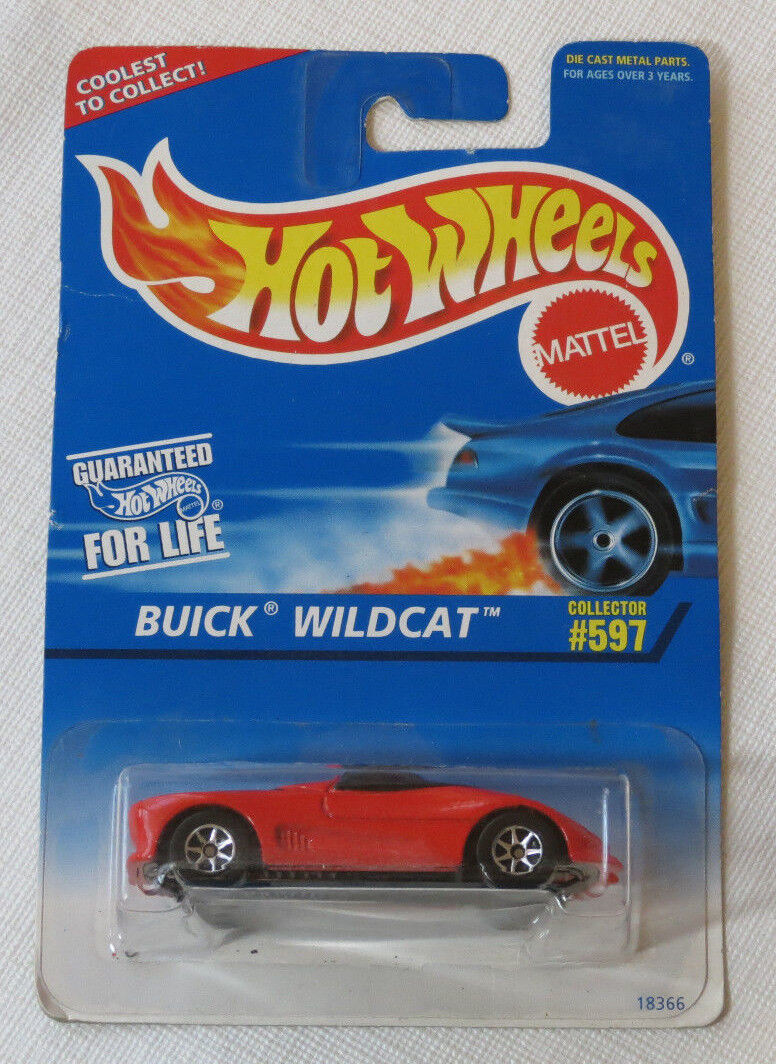 COOLEST
TO COLLECT!
DIE CAST METAL PARTS.
FOR AGES OVER 3 YEARS.
HOT WHEELS
MATTEL
®
GUARANTEED
HOT WHEELS
MATTEL
®
FOR LIFE
BUICK® WILDCAT™
COLLECTOR
#597
18366